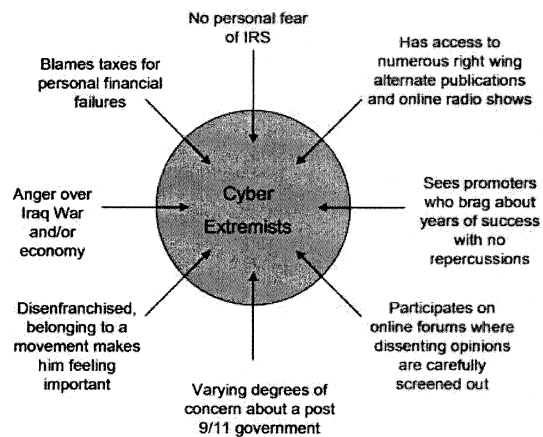 No personal fear
of IRS
Has access to
numerous right wing
alternate publications
and online radio shows
Blames taxes for
personal financial
failures
Cyber
Extremists
Anger over
Iraq War
and/or
economy
Sees promoters
who brag about
years of success
with no
repercussions
Disenfranchised,
belonging to a
movement makes
him feeling
important
Participates on
online forums where
dissenting opinions
are carefully
screened out
Varying degrees of
concern about a post
9/11 government